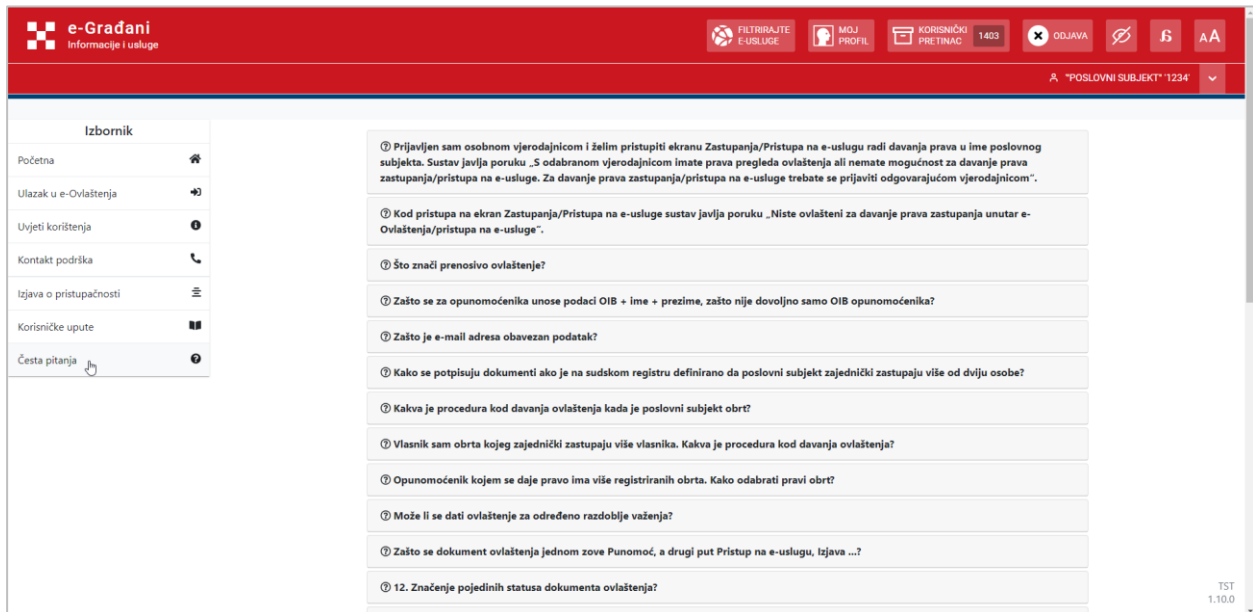 e-Građani
Informacije i usluge
FILTRIRAJTE
E-USLUGE
MOJ
PROFIL
KORISNIČKI
PRETINAC
1403
ODJAVA
AA
"POSLOVNI SUBJEKT" '1234'
Izbornik
Početna
Ulazak u e-Ovlaštenja
Uvjeti korištenja
Kontakt podrška
Izjava o pristupačnosti
Korisničke upute
Česta pitanja
Prijavljen sam osobnom vjerodajnicom i želim pristupiti ekranu Zastupanja/Pristupa na e-uslugu radi davanja prava u ime poslovnog
subjekta. Sustav javlja poruku „S odabranom vjerodajnicom imate prava pregleda ovlaštenja ali nemate mogućnost za davanje prava
zastupanja/pristupa na e-usluge. Za davanje prava zastupanja/pristupa na e-usluge trebate se prijaviti odgovarajućom vjerodajnicom“.
Kod pristupa na ekran Zastupanja/Pristupa na e-usluge sustav javlja poruku „Niste ovlašteni za davanje prava zastupanja unutar e-
Ovlaštenja/pristupa na e-usluge“.
Što znači prenosivo ovlaštenje?
Zašto se za opunomoćenika unose podaci OIB + ime + prezime, zašto nije dovoljno samo OIB opunomoćenika?
Zašto je e-mail adresa obavezan podatak?
Kako se potpisuju dokumenti ako je na sudskom registru definirano da poslovni subjekt zajednički zastupaju više od dviju osobe?
Kakva je procedura kod davanja ovlaštenja kada je poslovni subjekt obrt?
Vlasnik sam obrta kojeg zajednički zastupaju više vlasnika. Kakva je procedura kod davanja ovlaštenja?
Opunomoćenik kojem se daje pravo ima više registriranih obrta. Kako odabrati pravi obrt?
Može li se dati ovlaštenje za određeno razdoblje važenja?
Zašto se dokument ovlaštenja jednom zove Punomoć, a drugi put Pristup na e-uslugu, Izjava ...?
12. Značenje pojedinih statusa dokumenta ovlaštenja?
TST
1.10.0